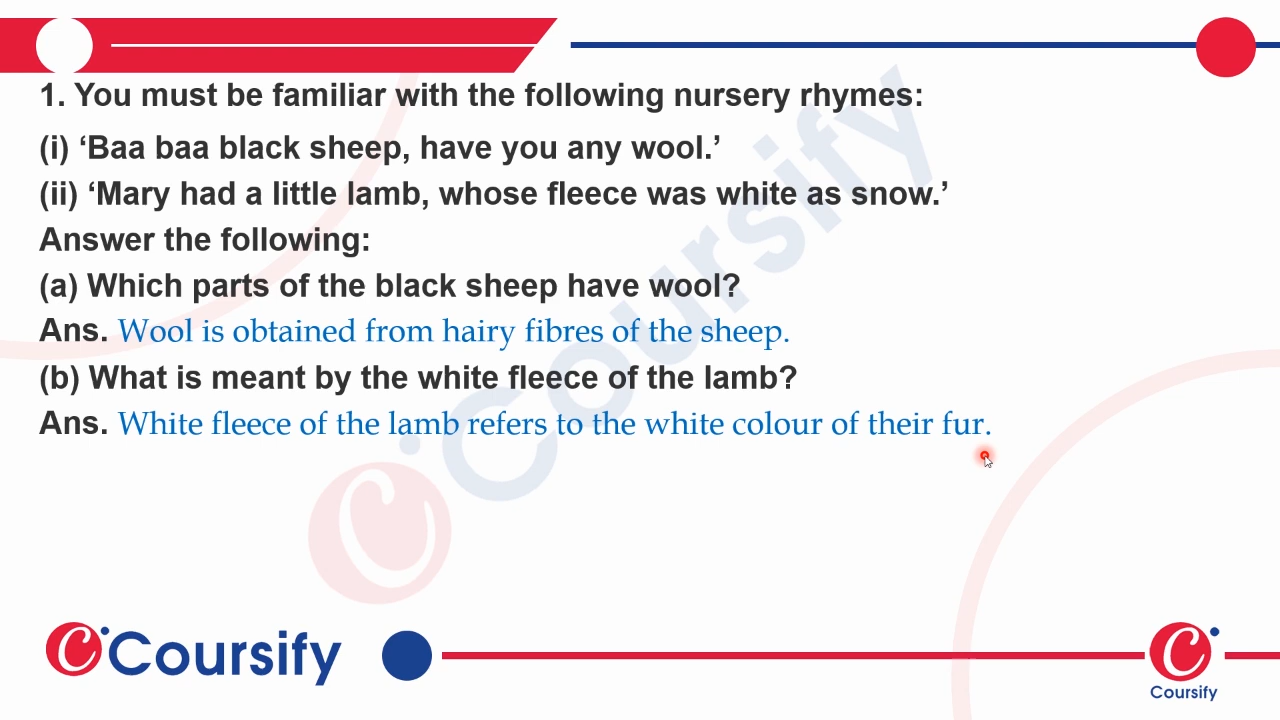 1. You must be familiar with the following nursery rhymes:
(i) ‘Baa baa black sheep, have you any wool.’
(ii) ‘Mary had a little lamb, whose fleece was white as snow.’
Answer the following:
(a) Which parts of the black sheep have wool?
Ans. Wool is obtained from hairy fibres of the sheep.
(b) What is meant by the white fleece of the lamb?
Ans. White fleece of the lamb refers to the white colour of their fur.
Coursify
Coursify
Coursify